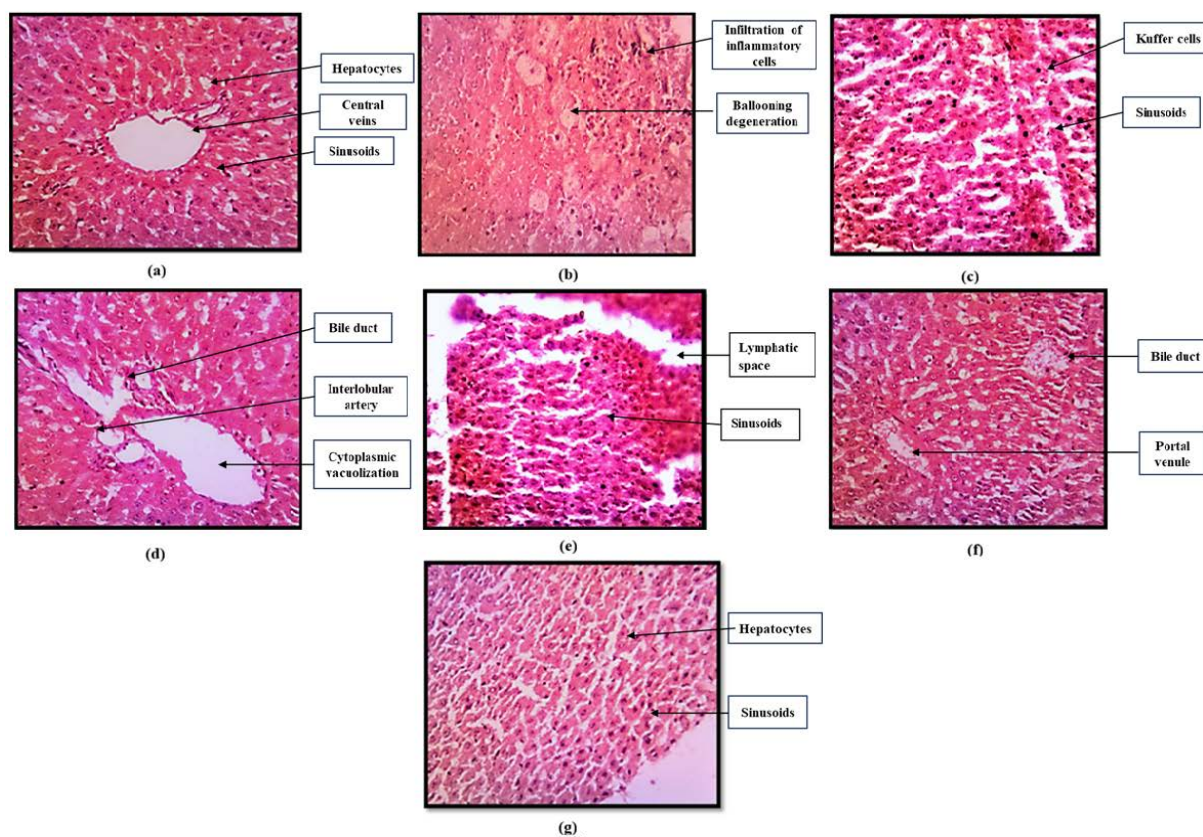 Hepatocytes
Central
veins
Sinusoids
(a)
Infiltration of
inflammatory
cells
Ballooning
degeneration
(b)
Kuffer cells
Sinusoids
(c)
Bile duct
Interlobular
artery
Cytoplasmic
vacuolization
(d)
Lymphatic
space
Sinusoids
(e)
Bile duct
Portal
venule
(f)
Hepatocytes
Sinusoids
(g)